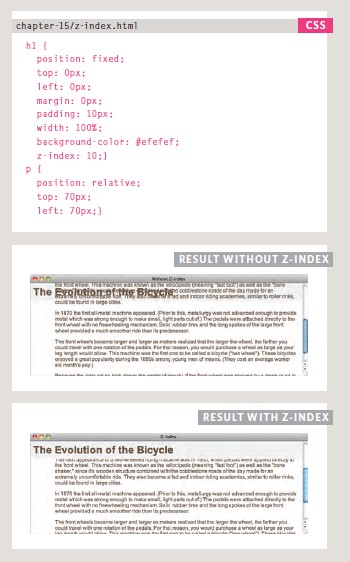 chapter-15/z-index.html
CSS
h1 {
position: fixed;
top: 0px;
left: 0px;
margin: 0px;
padding: 10px;
width: 100%;
background-color: #efefef;
z-index: 10;}
p {
position: relative;
top: 70px;
left: 70px;}
RESULT WITHOUT Z-INDEX
Without Z-Index
the front wheel. This machine was known as the velocipede (meaning "fast foot") as well as the "bone
The Evolution of the Bicycle
cobblestone roads of the day made for an
extremely uncomfortable ride. They also became a fad and indoor riding academies, similar to roller rinks,
could be found in large cities.
In 1870 the first all-metal machine appeared. (Prior to this, metallurgy was not advanced enough to provide
metal which was strong enough to make small, light parts out of.) The pedals were attached directly to the
front wheel with no freewheeling mechanism. Solid rubber tires and the long spokes of the large front
wheel provided a much smoother ride than its predecessor.
The front wheels became larger and larger as makers realized that the larger the wheel, the farther you
could travel with one rotation of the pedals. For this reason, you would purchase a wheel as large as your
leg length would allow. This machine was the first one to be called a bicycle ("two wheel"). These bicycles
enjoyed a great popularity during the 1880s among young men of means. (They cost an average worker
six month's pay.)
RESULT WITH Z-INDEX
Z-Index
The Evolution of the Bicycle
the front wheel. This machine was known as the velocipede (meaning "fast foot") as well as the "bone
shaker," since it's wooden structure combined with the cobblestone roads of the day made for an
extremely uncomfortable ride. They also became a fad and indoor riding academies, similar to roller rinks,
could be found in large cities.
In 1870 the first all-metal machine appeared. (Prior to this, metallurgy was not advanced enough to provide
metal which was strong enough to make small, light parts out of.) The pedals were attached directly to the
front wheel with no freewheeling mechanism. Solid rubber tires and the long spokes of the large front
wheel provided a much smoother ride than its predecessor.
The front wheels became larger and larger as makers realized that the larger the wheel, the farther you
could travel with one rotation of the pedals. For this reason, you would purchase a wheel as large as your